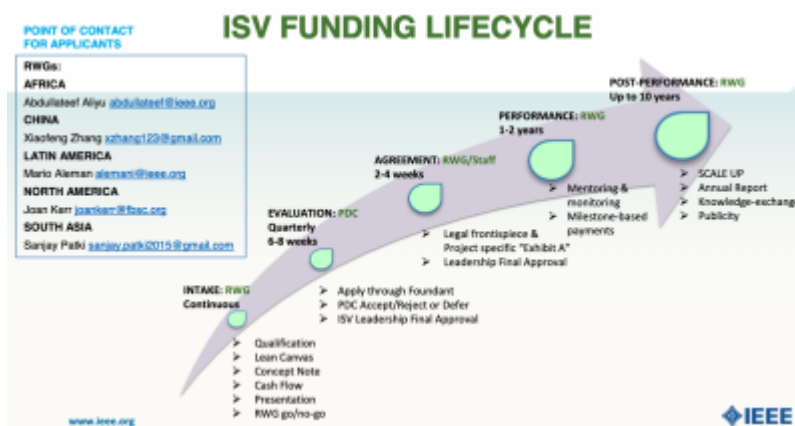 ISV FUNDING LIFECYCLE
POINT OF CONTACT
FOR APPLICANTS
RWGs:
AFRICA
Abdullateef Aliyu abdullateef@ieee.org
CHINA
Xiaofeng Zhang xzhang123@gmail.com
LATIN AMERICA
Mario Aleman alemani@ieee.org
NORTH AMERICA
Joan Kerr joankerr@fbsc.org
SOUTH ASIA
Sanjay Patki sanjay.patki2015@gmail.com
INTAKE: RWG
Continuous
➢ Qualification
➢ Lean Canvas
➢ Concept Note
➢ Cash Flow
➢ Presentation
➢ RWG go/no-go
EVALUATION: PDC
Quarterly
6-8 weeks
➢ Apply through Foundant
➢ PDC Accept/Reject or Defer
➢ ISV Leadership Final Approval
AGREEMENT: RWG/Staff
2-4 weeks
➢ Legal frontispiece &
Project specific "Exhibit A"
➢ Leadership Final Approval
PERFORMANCE: RWG
1-2 years
➢ Mentoring &
monitoring
➢ Milestone-based
payments
POST-PERFORMANCE: RWG
Up to 10 years
➢ SCALE UP
➢ Annual Report
➢ Knowledge-exchange
➢ Publicity
www.ieee.org
IEEE